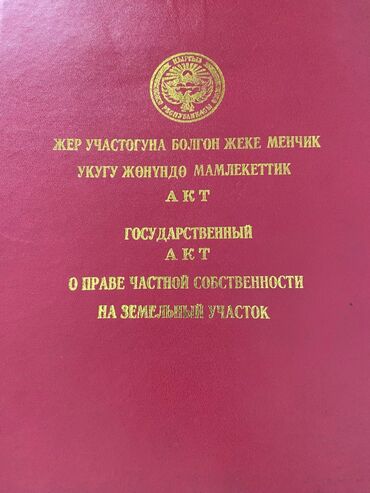 ЖЕР УЧАСТОГУНА БОЛГОН ЖЕКЕ МЕНЧИК
УКУГУ ЖӨНҮНДӨ МАМЛЕКЕТТИК
АКТ
ГОСУДАРСТВЕННЫЙ
АКТ
О ПРАВЕ ЧАСТНОЙ СОБСТВЕННОСТИ
НА ЗЕМЕЛЬНЫЙ УЧАСТОК